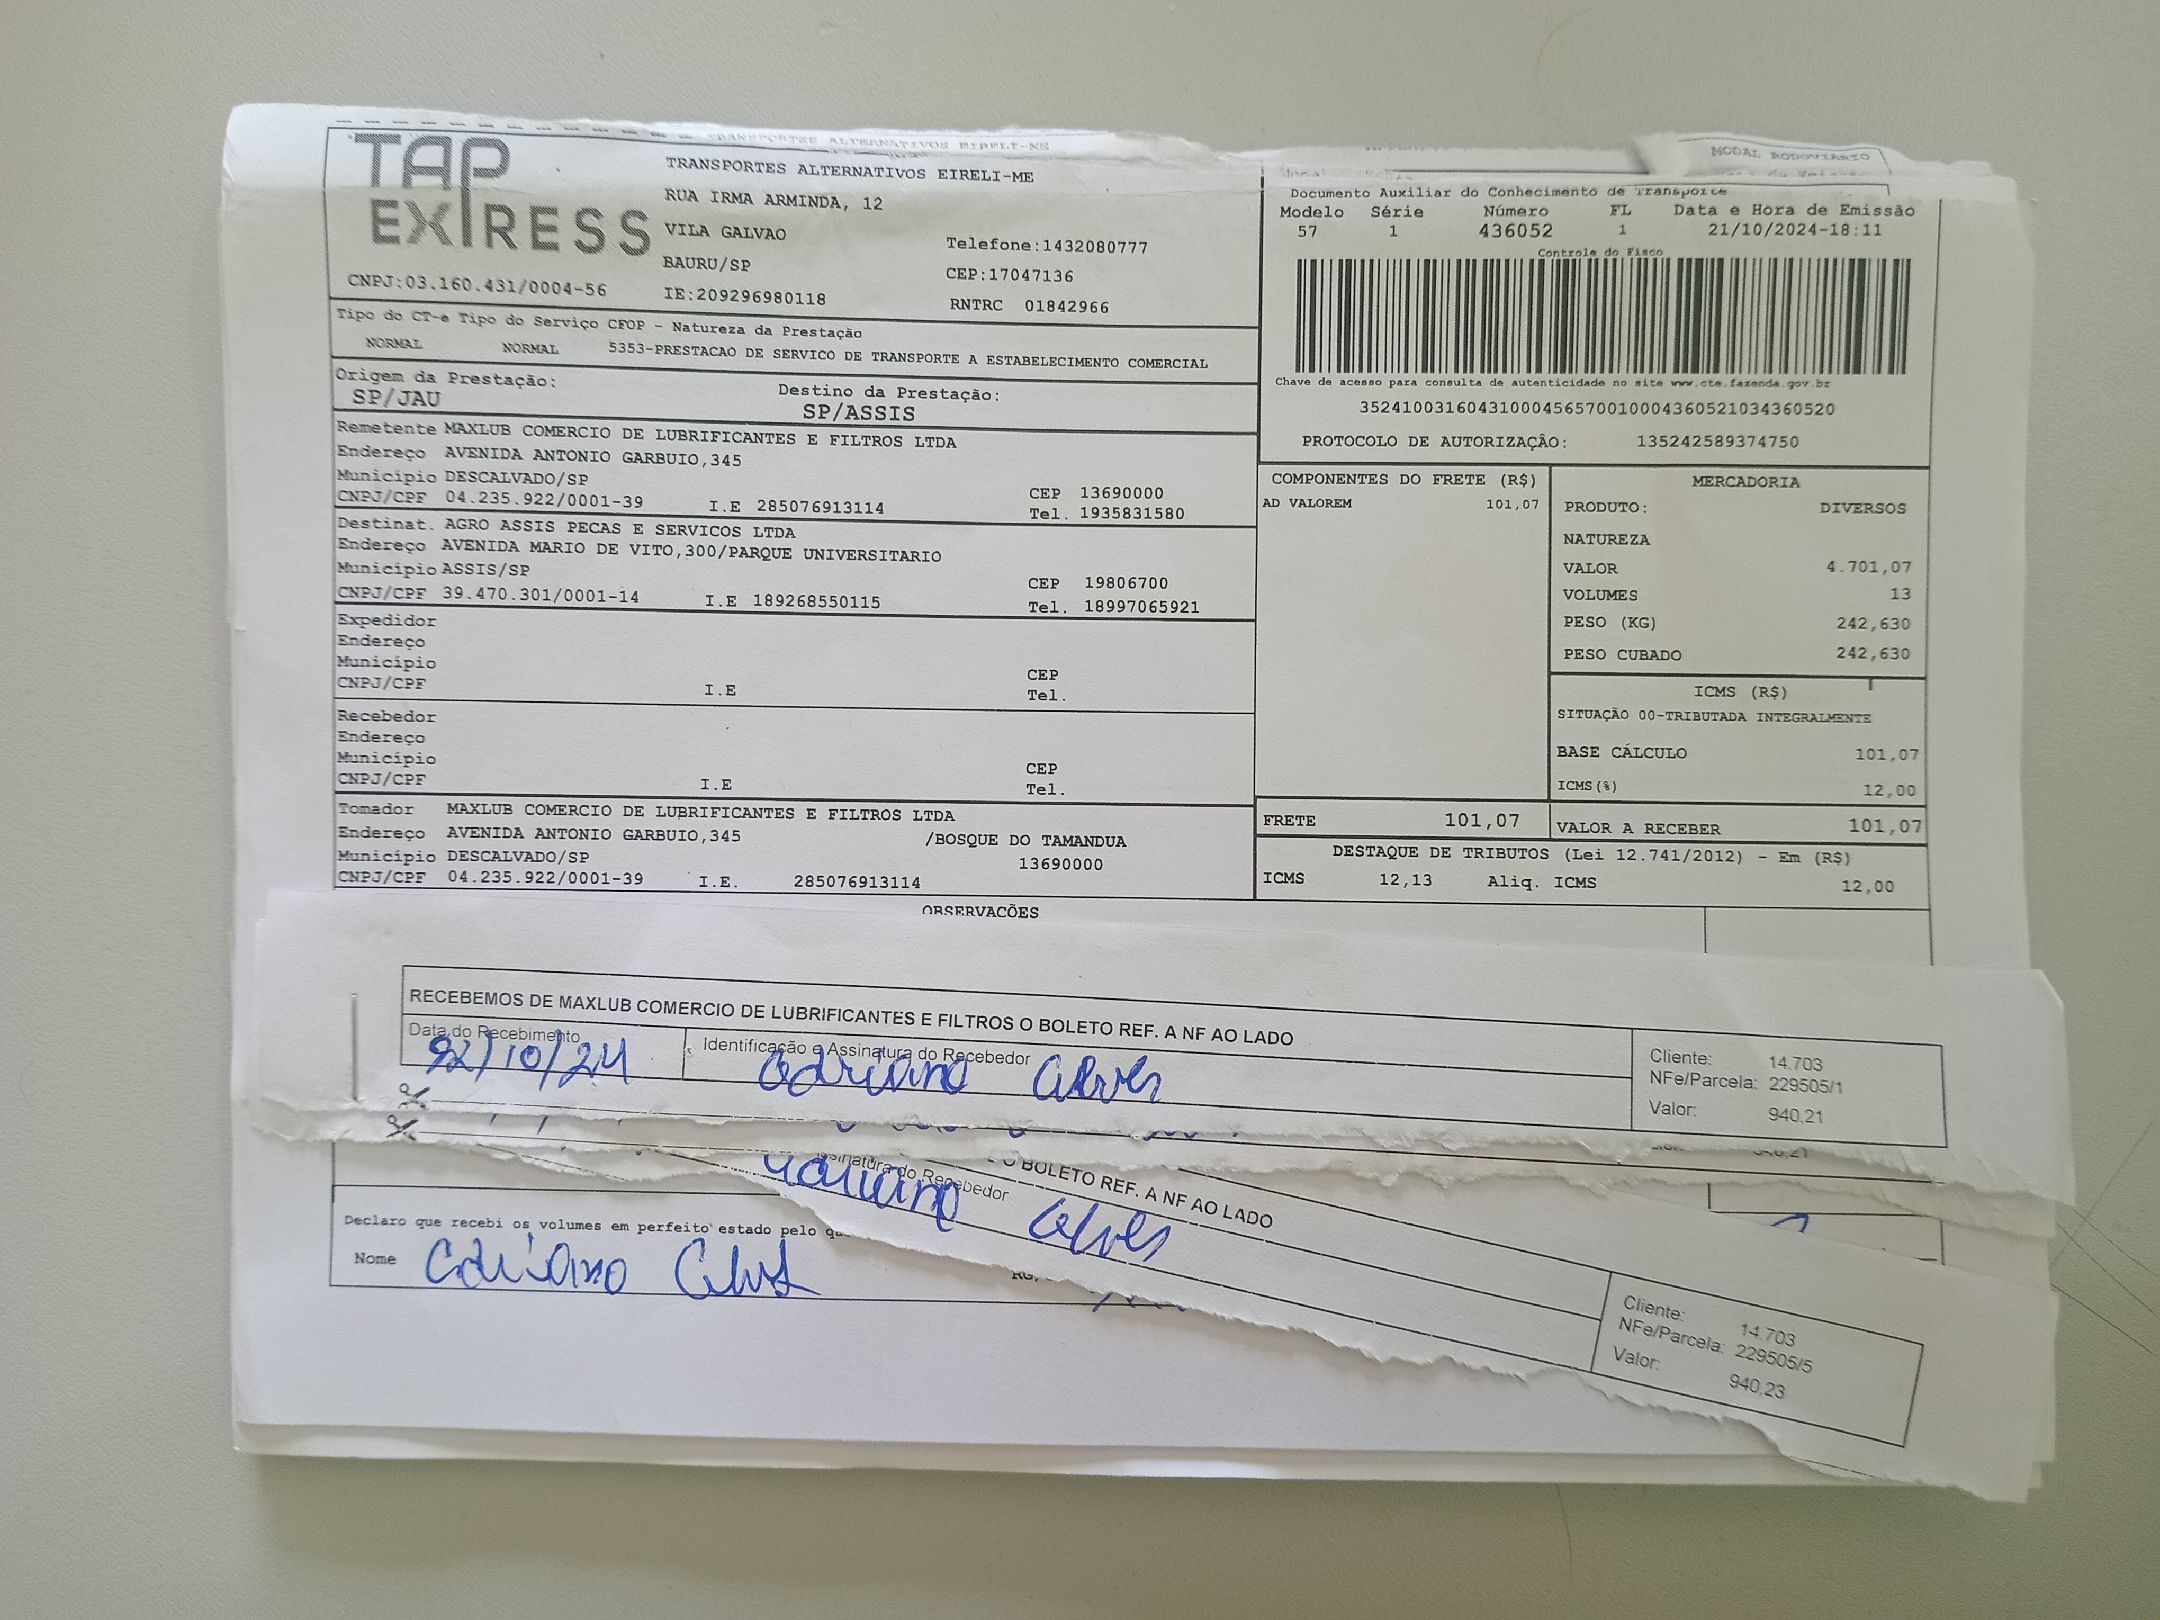 TRANSPORTES ALTERNATIVOS EIRELI-ME
MODAL RODOVIÁRIO
TAP EXPRESS
TRANSPORTES ALTERNATIVOS EIRELI-ME
RUA IRMA ARMINDA, 12
VILA GALVAO
Telefone:1432080777
BAURU/SP
CEP:17047136
CNPJ:03.160.431/0004-56
IE:209296980118
RNTRC 01842966
Documento Auxiliar do Conhecimento de Transporte
Modelo Série Número FL Data e Hora de Emissão
57 1 436052 1 21/10/2024-18:11
Controle do Fisco
Chave de acesso para consulta de autenticidade no site www.cte.fazenda.gov.br
35241003160431000456570010004360521034360520
PROTOCOLO DE AUTORIZAÇÂO: 135242589374750
Tipo do CT-e Tipo do Serviço CFOP - Natureza da Prestação
NORMAL NORMAL 5353-PRESTACAO DE SERVICO DE TRANSPORTE A ESTABELECIMENTO COMERCIAL
Origem da Prestação: Destino da Prestação:
SP/JAU SP/ASSIS
Remetente MAXLUB COMERCIO DE LUBRIFICANTES E FILTROS LTDA
Endereço AVENIDA ANTONIO GARBUIO,345
Município DESCALVADO/SP CEP 13690000
CNPJ/CPF 04.235.922/0001-39 I.E 285076913114 Tel. 1935831580
Destinat. AGRO ASSIS PECAS E SERVICOS LTDA
Endereço AVENIDA MARIO DE VITO,300/PARQUE UNIVERSITARIO
Município ASSIS/SP CEP 19806700
CNPJ/CPF 39.470.301/0001-14 I.E 189268550115 Tel. 18997065921
Expedidor
Endereço
Município CEP
CNPJ/CPF I.E Tel.
Recebedor
Endereço
Município CEP
CNPJ/CPF I.E Tel.
Tomador MAXLUB COMERCIO DE LUBRIFICANTES E FILTROS LTDA
Endereço AVENIDA ANTONIO GARBUIO,345 /BOSQUE DO TAMANDUA
Município DESCALVADO/SP 13690000
CNPJ/CPF 04.235.922/0001-39 I.E. 285076913114
COMPONENTES DO FRETE (R$)
AD VALOREM 101,07
MERCADORIA
PRODUTO: DIVERSOS
NATUREZA
VALOR 4.701,07
VOLUMES 13
PESO (KG) 242,630
PESO CUBADO 242,630
ICMS (R$)
SITUAÇÃO 00-TRIBUTADA INTEGRALMENTE
BASE CÁLCULO 101,07
ICMS(%) 12,00
FRETE 101,07 VALOR A RECEBER 101,07
DESTAQUE DE TRIBUTOS (Lei 12.741/2012) - Em (R$)
ICMS 12,13 Aliq. ICMS 12,00
OBSERVAÇÕES
RECEBEMOS DE MAXLUB COMERCIO DE LUBRIFICANTES E FILTROS O BOLETO REF. A NF AO LADO
Data do Recebimento Identificação e Assinatura do Recebedor
22/10/24 Adriano Alves
Cliente: 14.703
NFe/Parcela: 229505/1
Valor: 940,21
940,21
O BOLETO REF. A NF AO LADO
do Recebedor
Adriano Alves
Cliente: 14.703
NFe/Parcela: 229505/5
Valor: 940,23
Declaro que recebi os volumes em perfeito estado pelo
Nome Adriano Alves